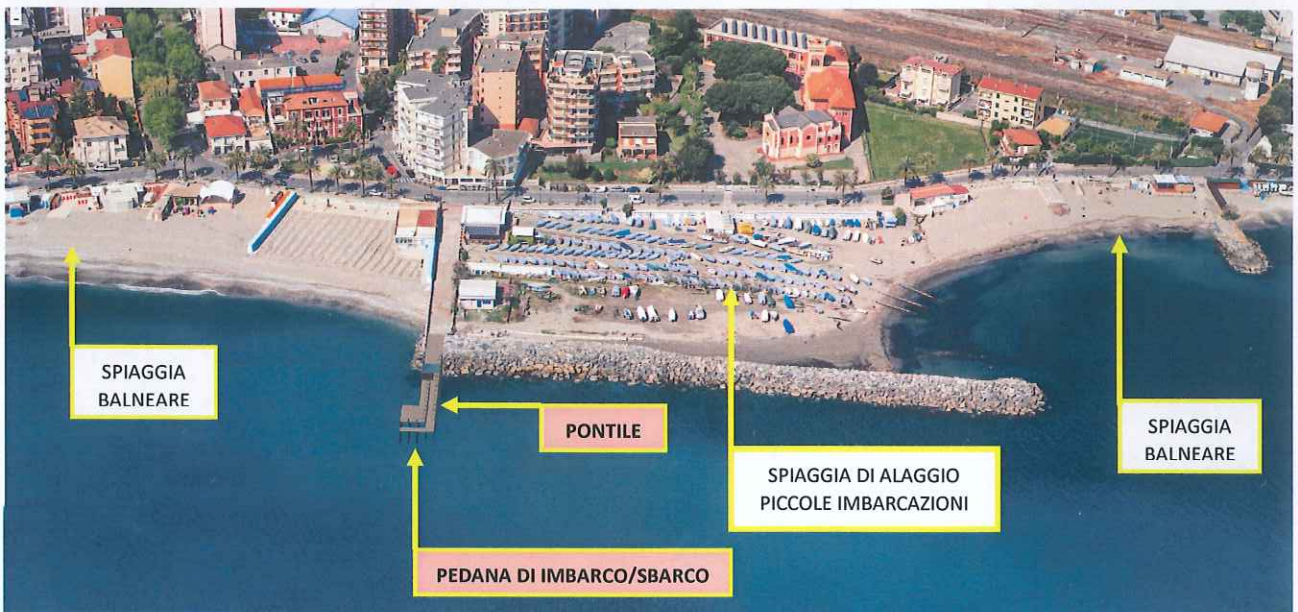 SPIAGGIA
BALNEARE
PONTILE
SPIAGGIA DI ALAGGIO
PICCOLE IMBARCAZIONI
SPIAGGIA
BALNEARE
PEDANA DI IMBARCO/SBARCO